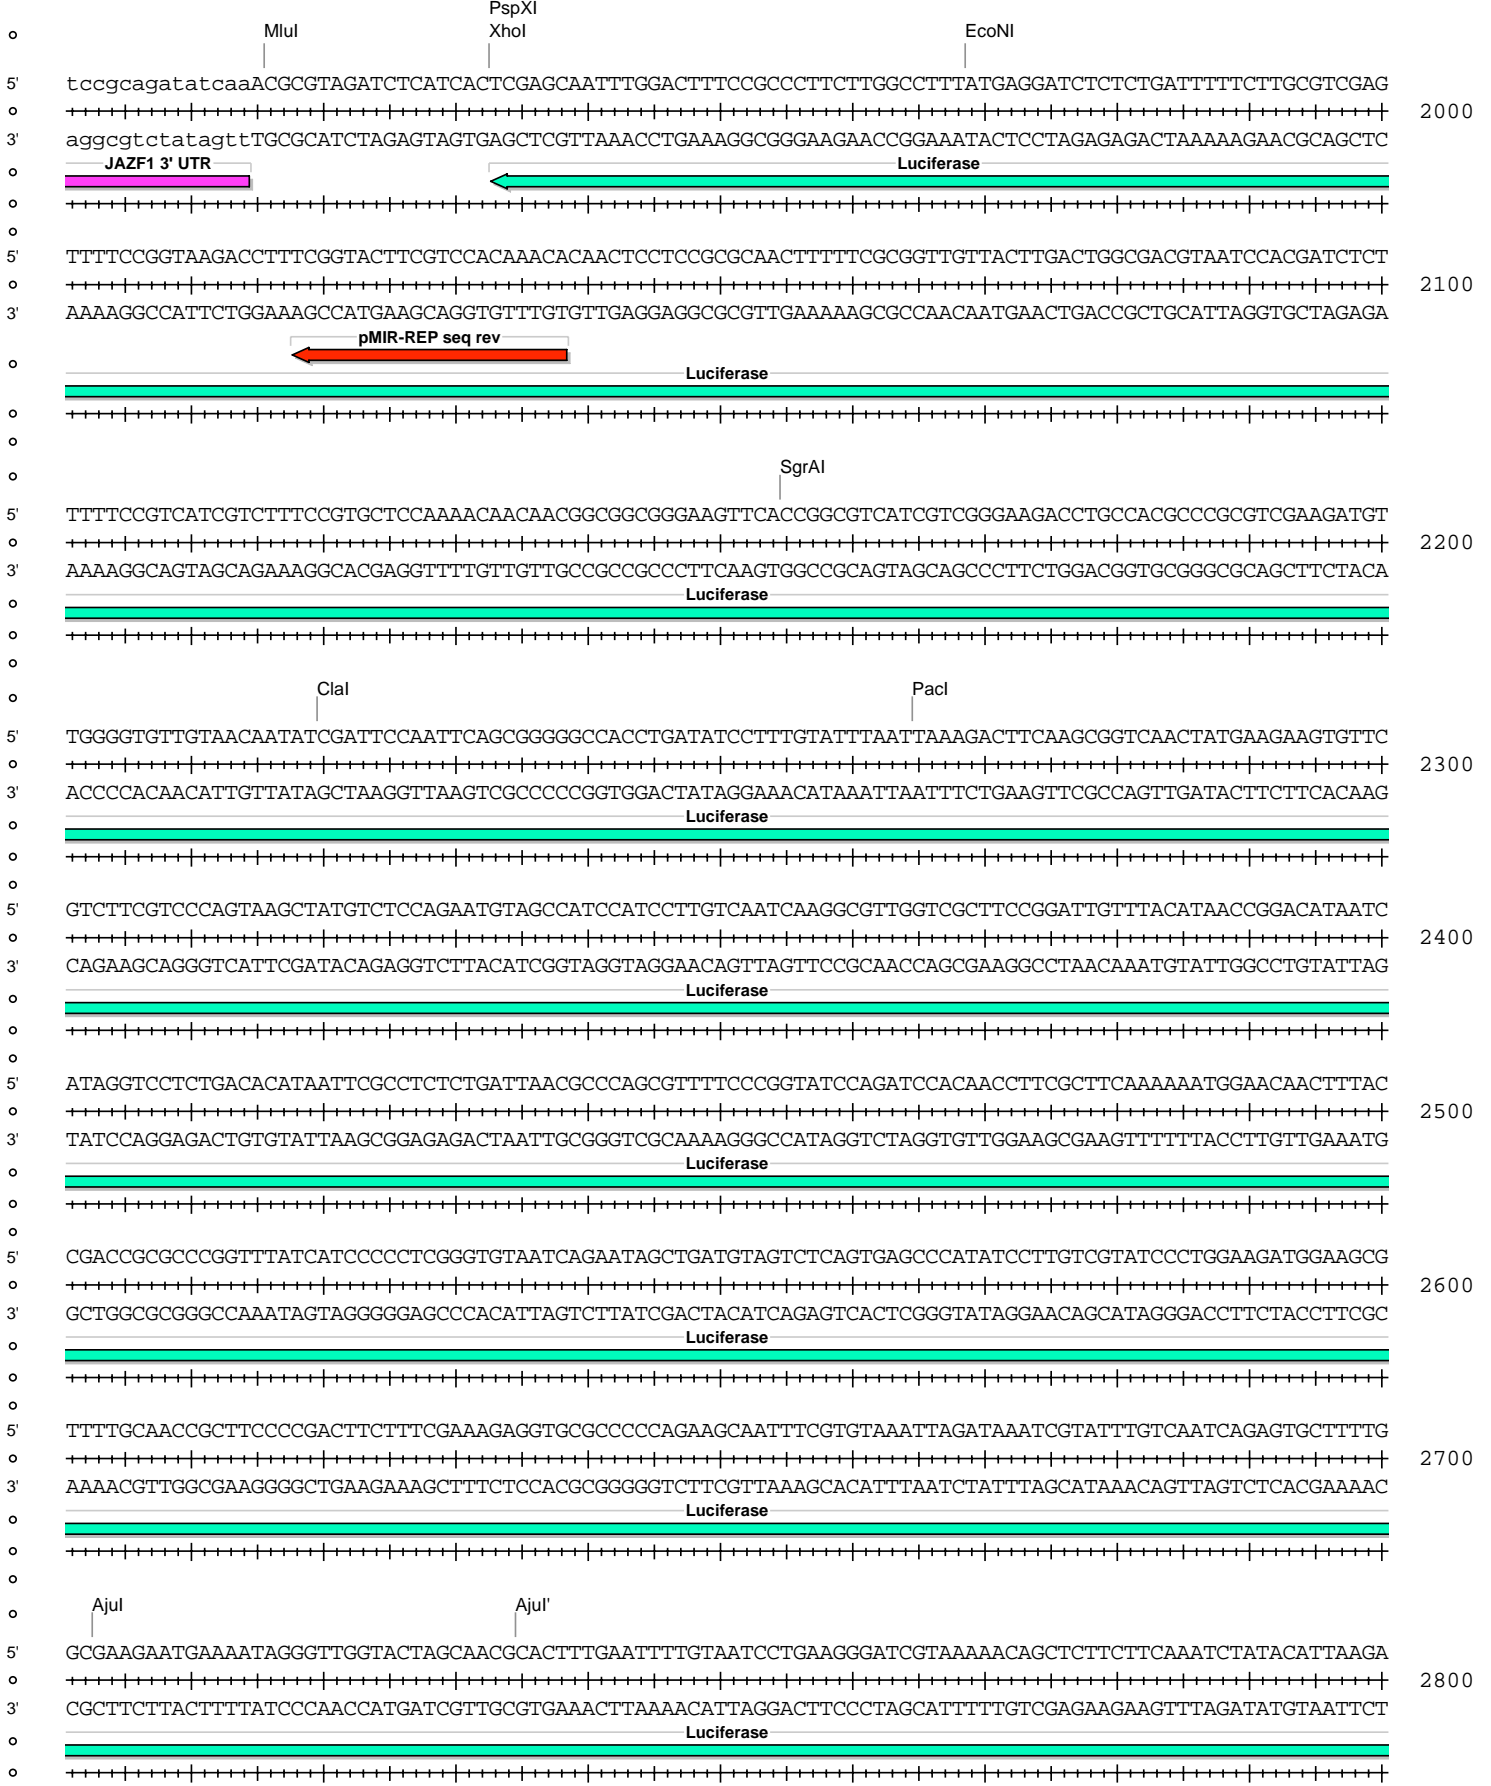 PspXI
MluI XhoI EcoNI
5' tccgcagatatcaaACGCGTAGATCTCATCACTCGAGCAATTTGGACTTTCCGCCCTTCTTGGCCTTTATGAGGATCTCTCTGATTTTTCTTGCGTCGAG
2000
3' aggcgtctatagttTGCGCATCTAGAGTAGTGAGCTCGTTAAACCTGAAAGGCGGGAAGAACCGGAAATACTCCTAGAGAGACTAAAAAGAACGCAGCTC
JAZF1 3' UTR Luciferase
5' TTTTCCGGTAAGACCTTTCGGTACTTCGTCCACAAACACAACTCCTCCGCGCAACTTTTTCGCGGTTGTTACTTGACTGGCGACGTAATCCACGATCTCT
2100
3' AAAAGGCCATTCTGGAAAGCCATGAAGCAGGTGTTTGTGTTGAGGAGGCGCGTTGAAAAAGCGCCAACAATGAACTGACCGCTGCATTAGGTGCTAGAGA
pMIR-REP seq rev
Luciferase
SgrAI
5' TTTTCCGTCATCGTCTTTCCGTGCTCCAAAACAACAACGGCGGCGGGAAGTTCACCGGCGTCATCGTCGGGAAGACCTGCCACGCCCGCGTCGAAGATGT
2200
3' AAAAGGCAGTAGCAGAAAGGCACGAGGTTTTGTTGTTGCCGCCGCCCTTCAAGTGGCCGCAGTAGCAGCCCTTCTGGACGGTGCGGGCGCAGCTTCTACA
Luciferase
ClaI PacI
5' TGGGGTGTTGTAACAATATCGATTCCAATTCAGCGGGGGCCACCTGATATCCTTTGTATTTAATTAAAGACTTCAAGCGGTCAACTATGAAGAAGTGTTC
2300
3' ACCCCACAACATTGTTATAGCTAAGGTTAAGTCGCCCCCGGTGGACTATAGGAAACATAAATTAATTTCTGAAGTTCGCCAGTTGATACTTCTTCACAAG
Luciferase
5' GTCTTCGTCCCAGTAAGCTATGTCTCCAGAATGTAGCCATCCATCCTTGTCAATCAAGGCGTTGGTCGCTTCCGGATTGTTTACATAACCGGACATAATC
2400
3' CAGAAGCAGGGTCATTCGATACAGAGGTCTTACATCGGTAGGTAGGAACAGTTAGTTCCGCAACCAGCGAAGGCCTAACAAATGTATTGGCCTGTATTAG
Luciferase
5' ATAGGTCCTCTGACACATAATTCGCCTCTCTGATTAACGCCCAGCGTTTTCCCGGTATCCAGATCCACAACCTTCGCTTCAAAAAATGGAACAACTTTAC
2500
3' TATCCAGGAGACTGTGTATTAAGCGGAGAGACTAATTGCGGGTCGCAAAAGGGCCATAGGTCTAGGTGTTGGAAGCGAAGTTTTTTACCTTGTTGAAATG
Luciferase
5' CGACCGCGCCCGGTTTATCATCCCCCTCGGGTGTAATCAGAATAGCTGATGTAGTCTCAGTGAGCCCATATCCTTGTCGTATCCCTGGAAGATGGAAGCG
2600
3' GCTGGCGCGGGCCAAATAGTAGGGGGAGCCCACATTAGTCTTATCGACTACATCAGAGTCACTCGGGTATAGGAACAGCATAGGGACCTTCTACCTTCGC
Luciferase
5' TTTTGCAACCGCTTCCCCGACTTCTTTCGAAAGAGGTGCGCCCCCAGAAGCAATTTCGTGTAAATTAGATAAATCGTATTTGTCAATCAGAGTGCTTTTG
2700
3' AAAACGTTGGCGAAGGGGCTGAAGAAAGCTTTCTCCACGCGGGGGTCTTCGTTAAAGCACATTTAATCTATTTAGCATAAACAGTTAGTCTCACGAAAAC
Luciferase
AjuI AjuI'
5' GCGAAGAATGAAAATAGGGTTGGTACTAGCAACGCACTTTGAATTTTGTAATCCTGAAGGGATCGTAAAAACAGCTCTTCTTCAAATCTATACATTAAGA
2800
3' CGCTTCTTACTTTTATCCCAACCATGATCGTTGCGTGAAACTTAAAACATTAGGACTTCCCTAGCATTTTTGTCGAGAAGAAGTTTAGATATGTAATTCT
Luciferase